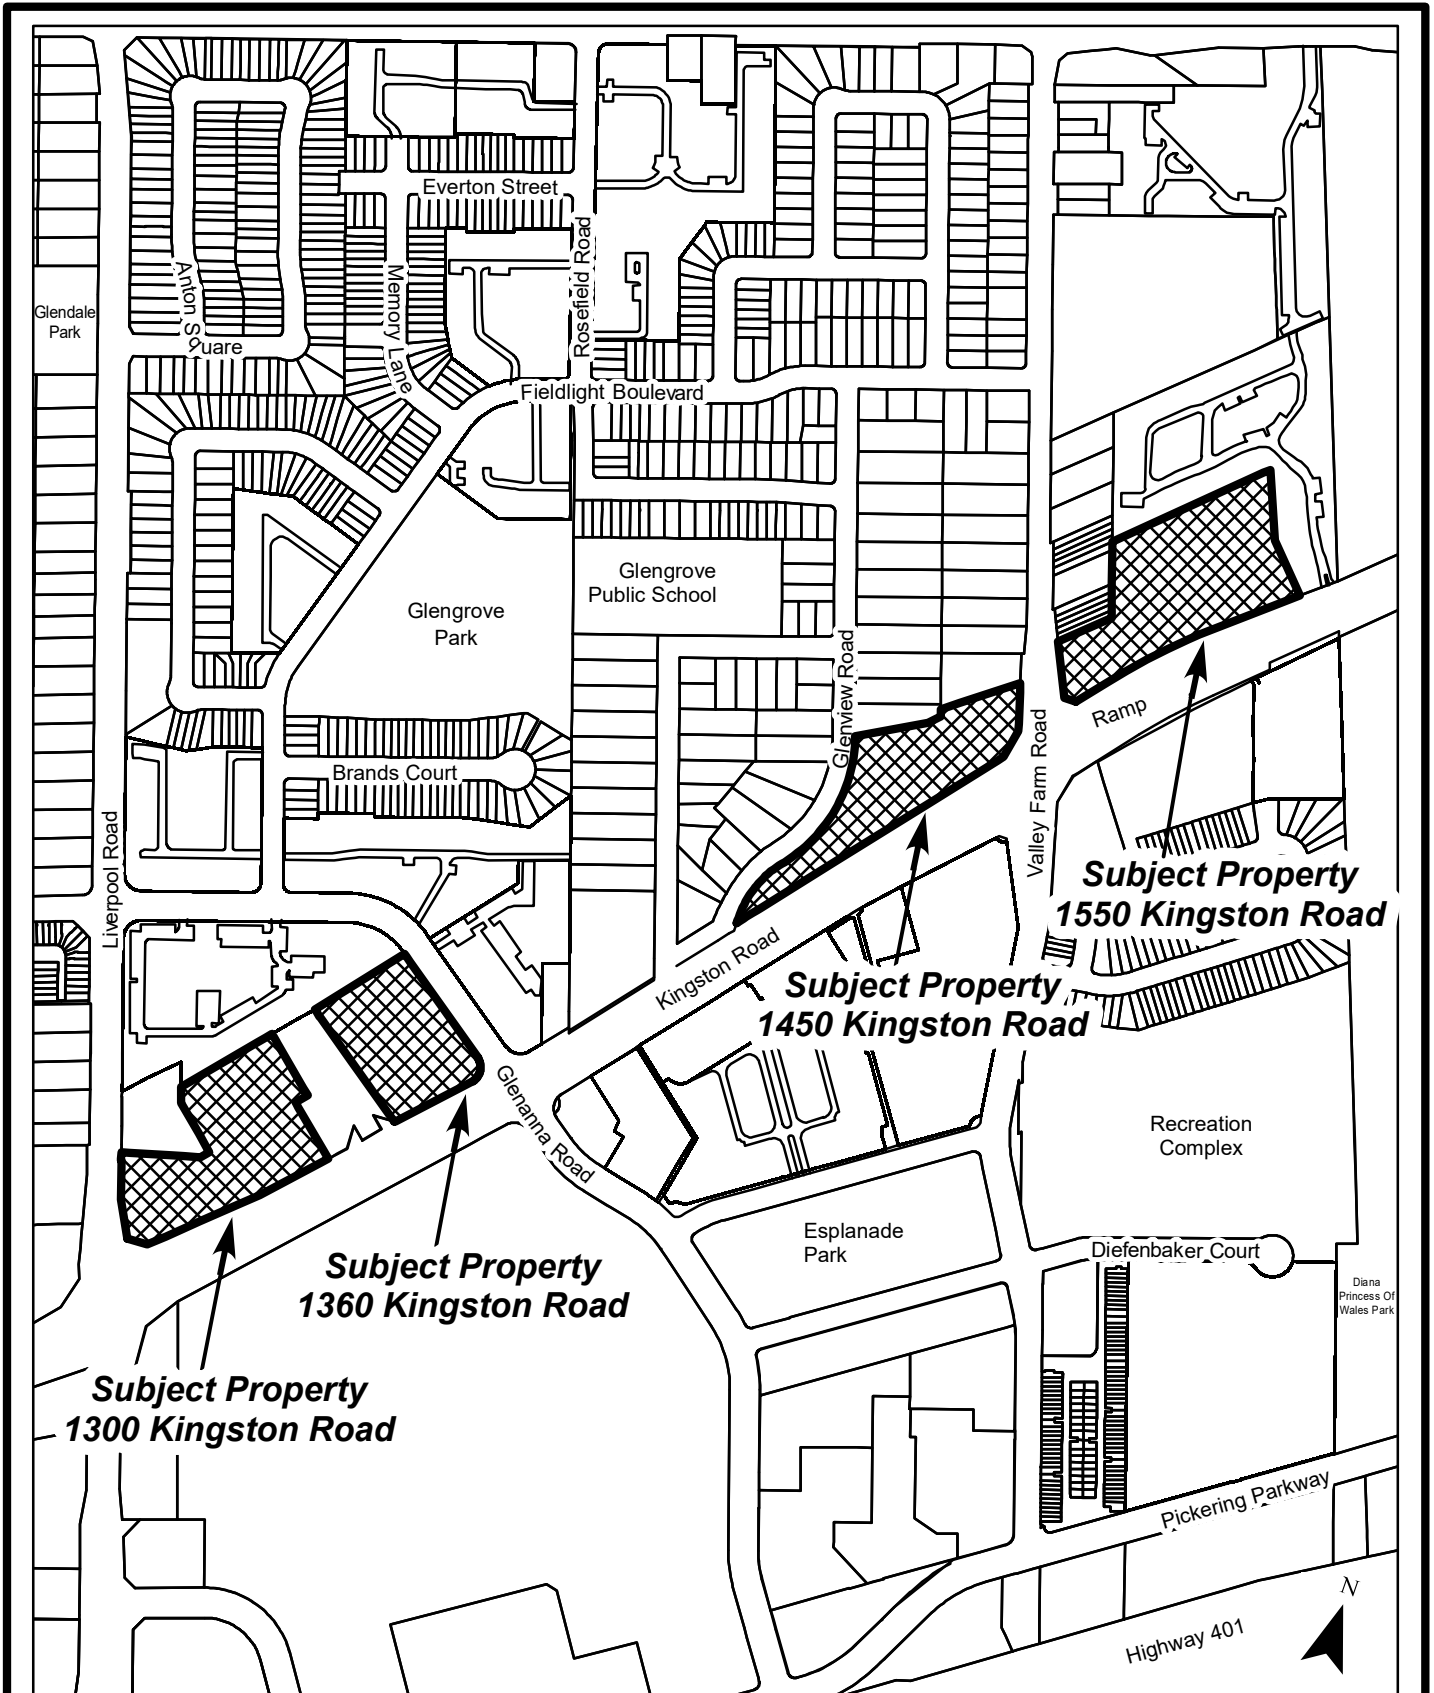 Everton Street
Rosefield Road
Anton Square
Memory Lane
Glendale
Park
Fieldlight Boulevard
Glengrove
Public School
Glengrove
Park
Glenview Road
Ramp
Valley Farm Road
Brands Court
Liverpool Road
Subject Property
1550 Kingston Road
Kingston Road
Subject Property
1450 Kingston Road
Glenanna Road
Recreation
Complex
Esplanade
Park
Diefenbaker Court
Subject Property
1360 Kingston Road
Diana
Princess Of
Wales Park
Subject Property
1300 Kingston Road
Pickering Parkway
N
Highway 401